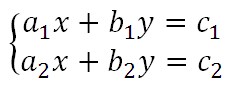 a₁x + b₁y = c₁
a₂x + b₂y = c₂